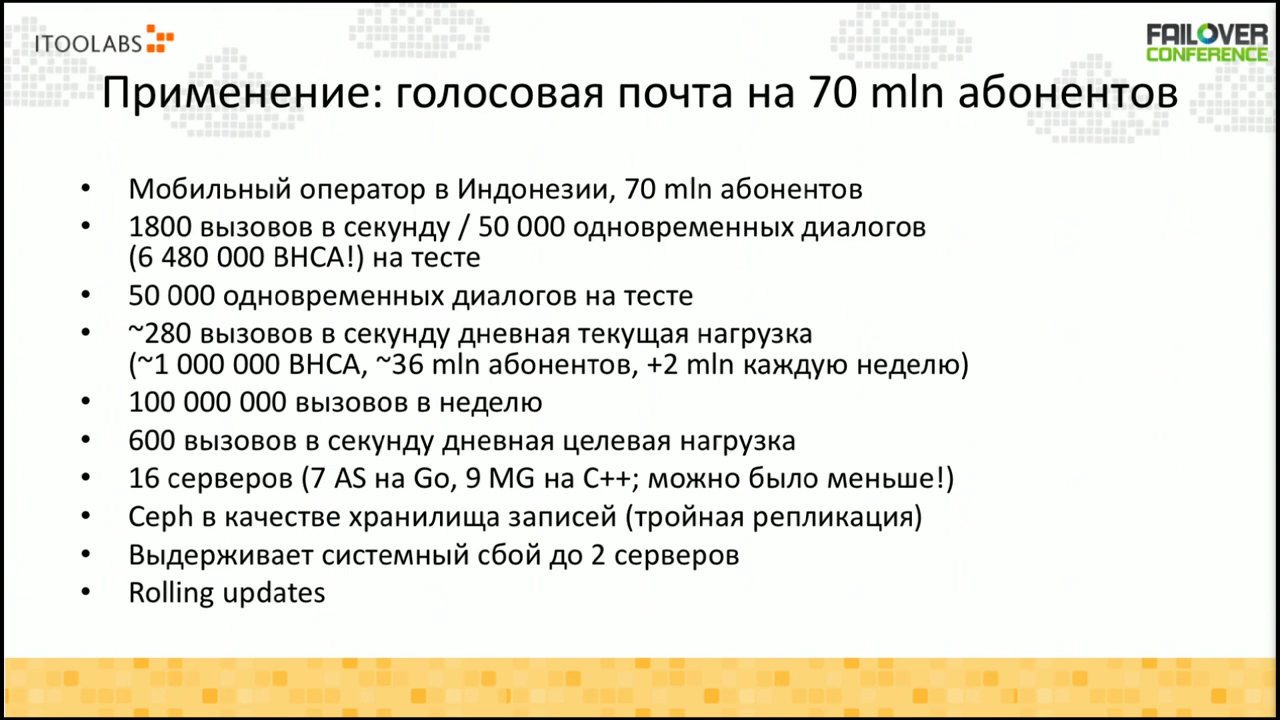 ITOOLABS
FAILOVER
CONFERENCE
Применение: голосовая почта на 70 mln абонентов
• Мобильный оператор в Индонезии, 70 mln абонентов
• 1800 вызовов в секунду / 50 000 одновременных диалогов
(6 480 000 BHCA!) на тесте
• 50 000 одновременных диалогов на тесте
• ~280 вызовов в секунду дневная текущая нагрузка
(~1 000 000 BHCA, ~36 mln абонентов, +2 mln каждую неделю)
• 100 000 000 вызовов в неделю
• 600 вызовов в секунду дневная целевая нагрузка
• 16 серверов (7 AS на Go, 9 MG на C++; можно было меньше!)
• Ceph в качестве хранилища записей (тройная репликация)
• Выдерживает системный сбой до 2 серверов
• Rolling updates